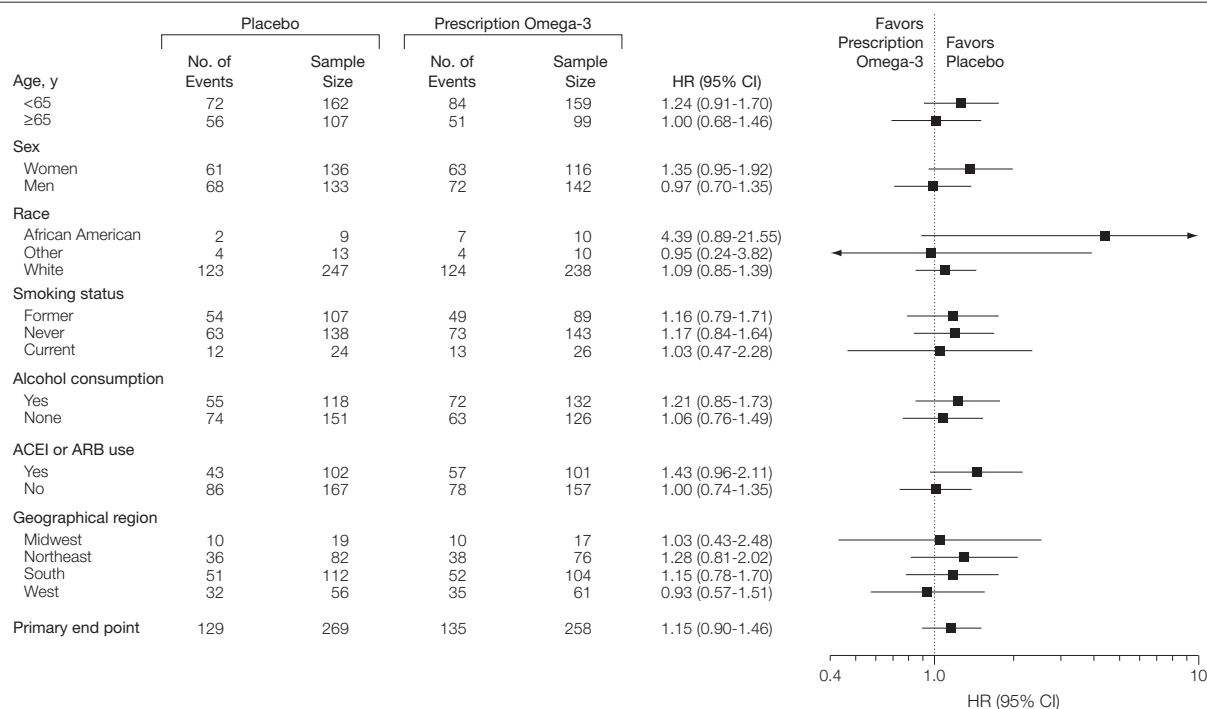 Placebo Prescription Omega-3 Favors Prescription Omega-3 Favors Placebo
Age, y No. of Events Sample Size No. of Events Sample Size HR (95% CI)
<65 72 162 84 159 1.24 (0.91-1.70)
≥65 56 107 51 99 1.00 (0.68-1.46)
Sex
Women 61 136 63 116 1.35 (0.95-1.92)
Men 68 133 72 142 0.97 (0.70-1.35)
Race
African American 2 9 7 10 4.39 (0.89-21.55)
Other 4 13 4 10 0.95 (0.24-3.82)
White 123 247 124 238 1.09 (0.85-1.39)
Smoking status
Former 54 107 49 89 1.16 (0.79-1.71)
Never 63 138 73 143 1.17 (0.84-1.64)
Current 12 24 13 26 1.03 (0.47-2.28)
Alcohol consumption
Yes 55 118 72 132 1.21 (0.85-1.73)
None 74 151 63 126 1.06 (0.76-1.49)
ACEI or ARB use
Yes 43 102 57 101 1.43 (0.96-2.11)
No 86 167 78 157 1.00 (0.74-1.35)
Geographical region
Midwest 10 19 10 17 1.03 (0.43-2.48)
Northeast 36 82 38 76 1.28 (0.81-2.02)
South 51 112 52 104 1.15 (0.78-1.70)
West 32 56 35 61 0.93 (0.57-1.51)
Primary end point 129 269 135 258 1.15 (0.90-1.46)
0.4 1.0 10
HR (95% CI)